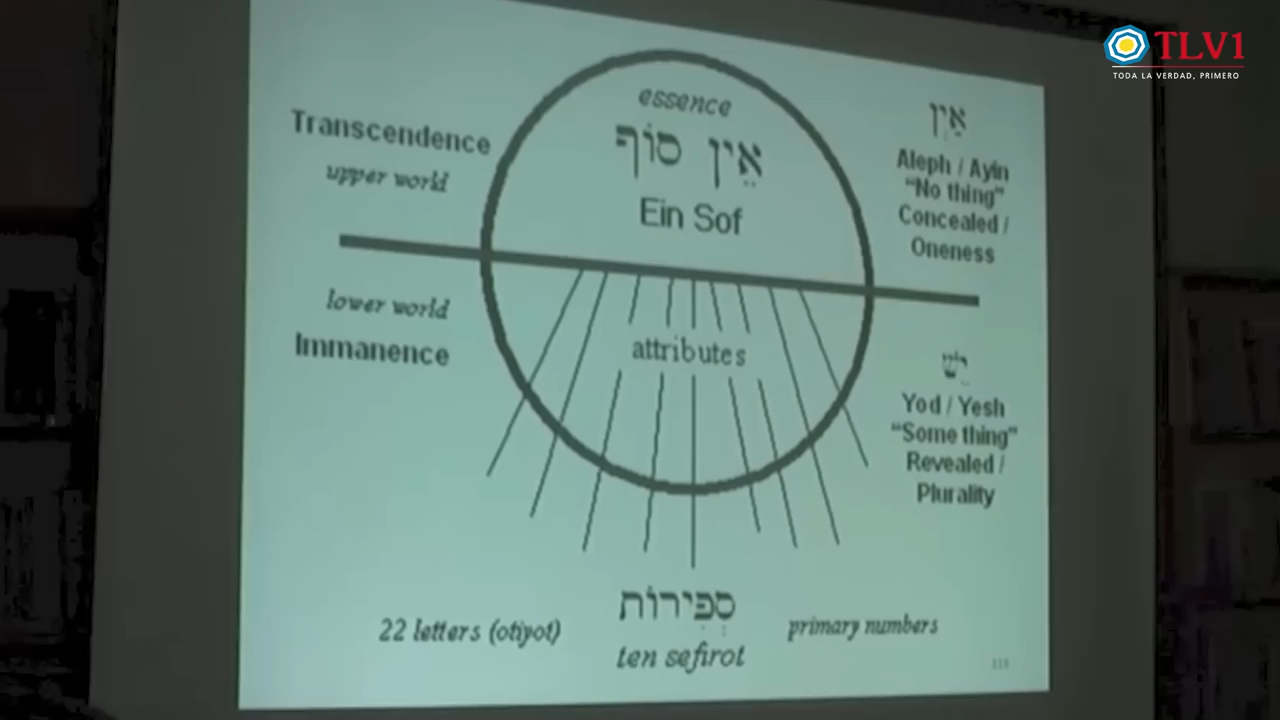 TLV1
TODA LA VERDAD, PRIMERO
essence
אֵין סוֹף
Ein Sof
Transcendence
upper world
אַיִן
Aleph / Ayin
“No thing”
Concealed /
Oneness
lower world
Immanence
attributes
יֵשׁ
Yod / Yesh
“Some thing”
Revealed /
Plurality
סְפִירוֹת
22 letters (otiyot)
ten sefirot
primary numbers